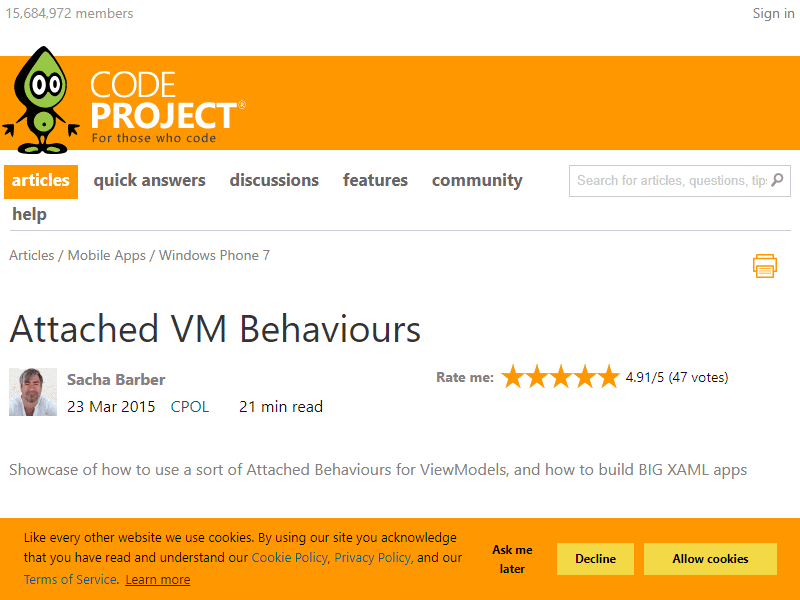 15,684,972 members
Sign in
CODE
PROJECT®
For those who code
articles quick answers discussions features community
Search for articles, questions, tips
help
Articles / Mobile Apps / Windows Phone 7
Attached VM Behaviours
Sacha Barber
Rate me: 4.91/5 (47 votes)
23 Mar 2015 CPOL 21 min read
Showcase of how to use a sort of Attached Behaviours for ViewModels, and how to build BIG XAML apps
Like every other website we use cookies. By using our site you acknowledge
that you have read and understand our Cookie Policy, Privacy Policy, and our
Terms of Service. Learn more
Ask me
later
Decline
Allow cookies